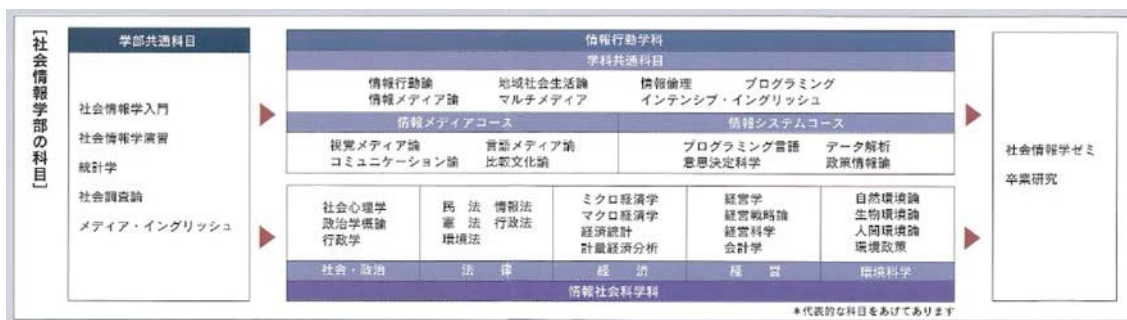 [社会情報学部の科目]
学部共通科目
社会情報学入門
社会情報学演習
統計学
社会調査論
メディア・イングリッシュ
情報行動学科
学科共通科目
情報行動論 地域社会生活論 情報倫理 プログラミング
情報メディア論 マルチメディア インテンシブ・イングリッシュ
情報メディアコース
視覚メディア論 言語メディア論
コミュニケーション論 比較文化論
情報システムコース
プログラミング言語 データ解析
意思決定科学 政策情報論
社会心理学
政治学概論
行政学
社会・政治
民 法 情報法
憲 法 行政法
環境法
法 律
ミクロ経済学
マクロ経済学
経済統計
計量経済分析
経 済
経営学
経営戦略論
経営科学
会計学
経 営
自然環境論
生物環境論
人間環境論
環境政策
環境科学
情報社会科学科
*代表的な科目をあげてあります
社会情報学ゼミ
卒業研究